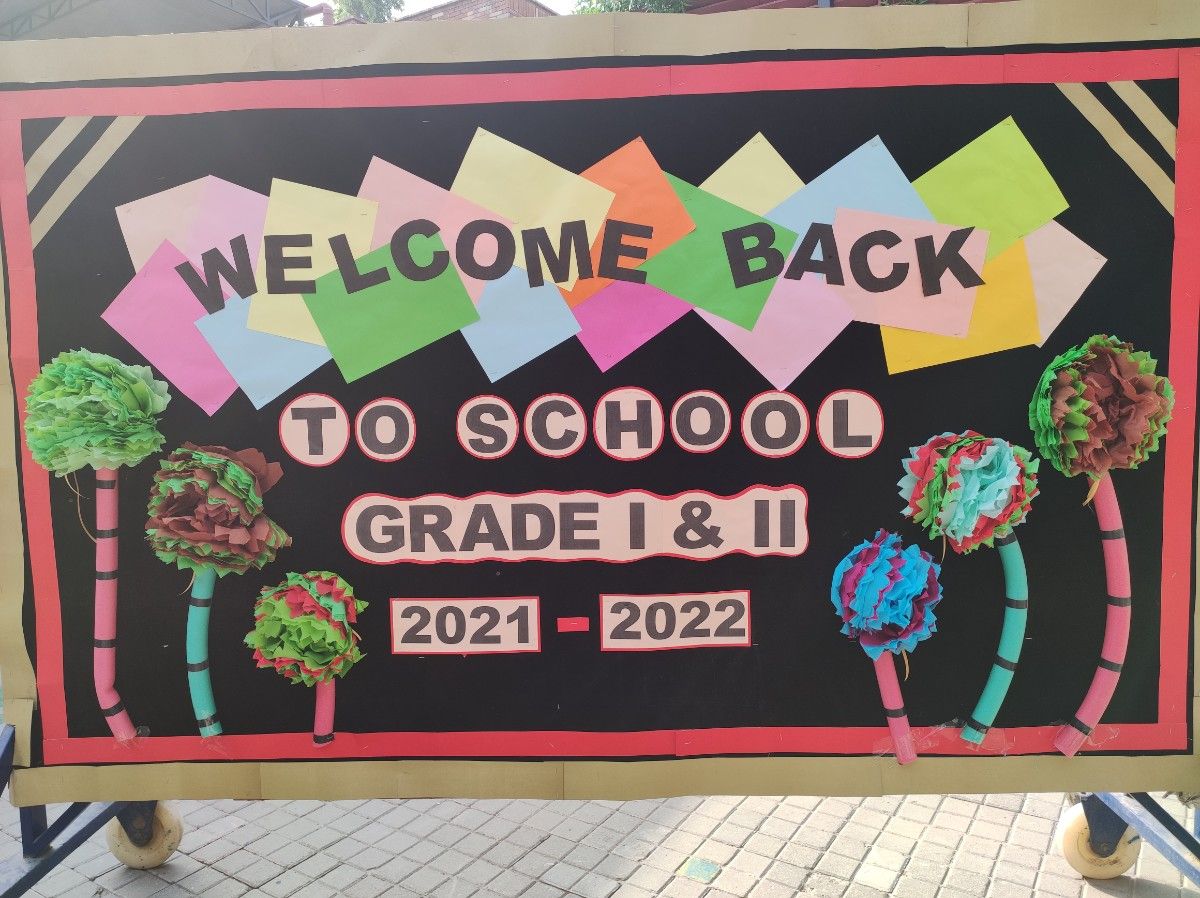 WELCOME BACK
TO SCHOOL
GRADE I & II
2021 - 2022